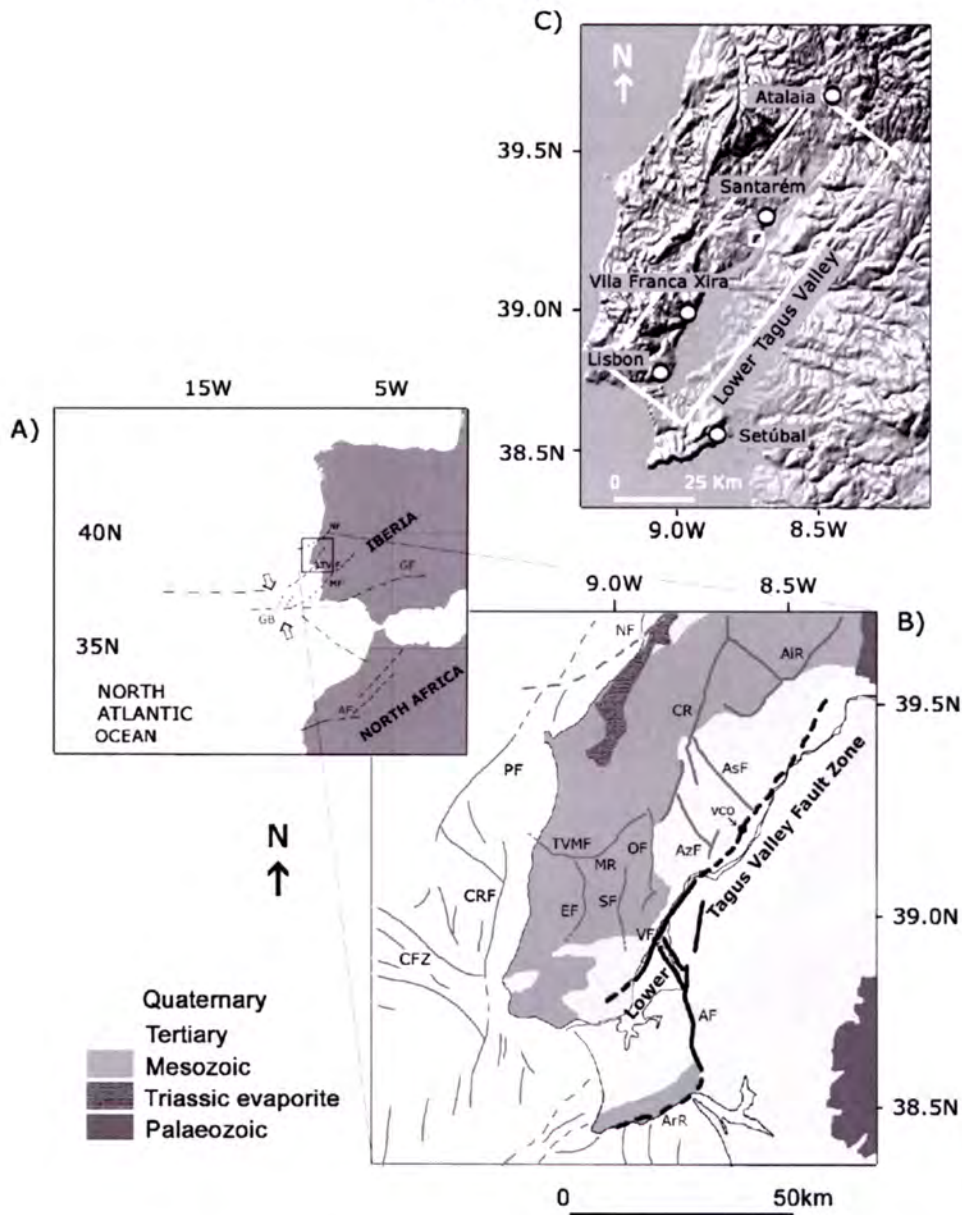 C)
N
Atalaia
39.5N
Santarém
Vila Franca Xira
39.0N
Lower Tagus Valley
Lisbon
38.5N
Setúbal
0 25 Km
9.0W 8.5W
15W 5W
A)
40N
IBERIA
GF
MF
GB
35N
NORTH
ATLANTIC
OCEAN
AF
NORTH AFRICA
9.0W 8.5W
B)
NF
AiR
CR
39.5N
PF
AsF
VCO
TVMF
OF
MR
AzF
CRF
EF
SF
39.0N
CFZ
VF
Lower Tagus Valley Fault Zone
AF
38.5N
ArR
N
Quaternary
Tertiary
Mesozoic
Triassic evaporite
Palaeozoic
0 50km